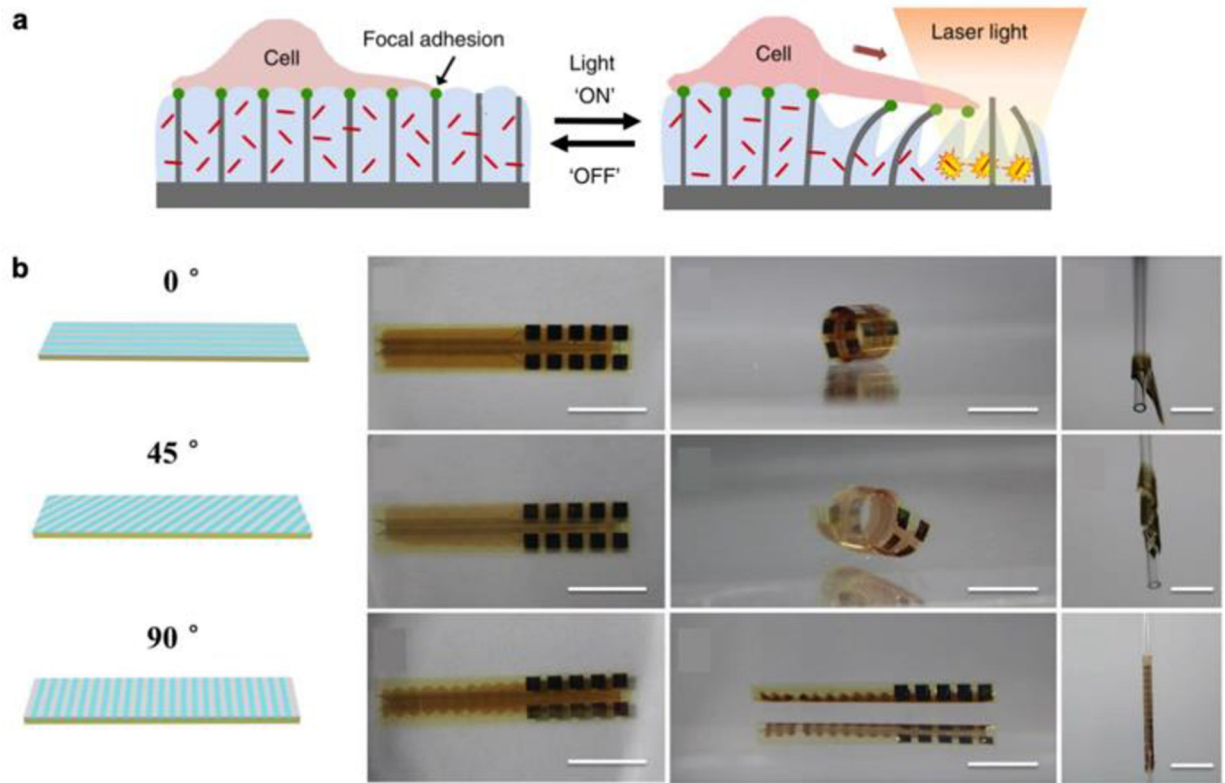 a
Cell
Focal adhesion
Light
'ON'
'OFF'
Cell
Laser light
b
0 °
45 °
90 °